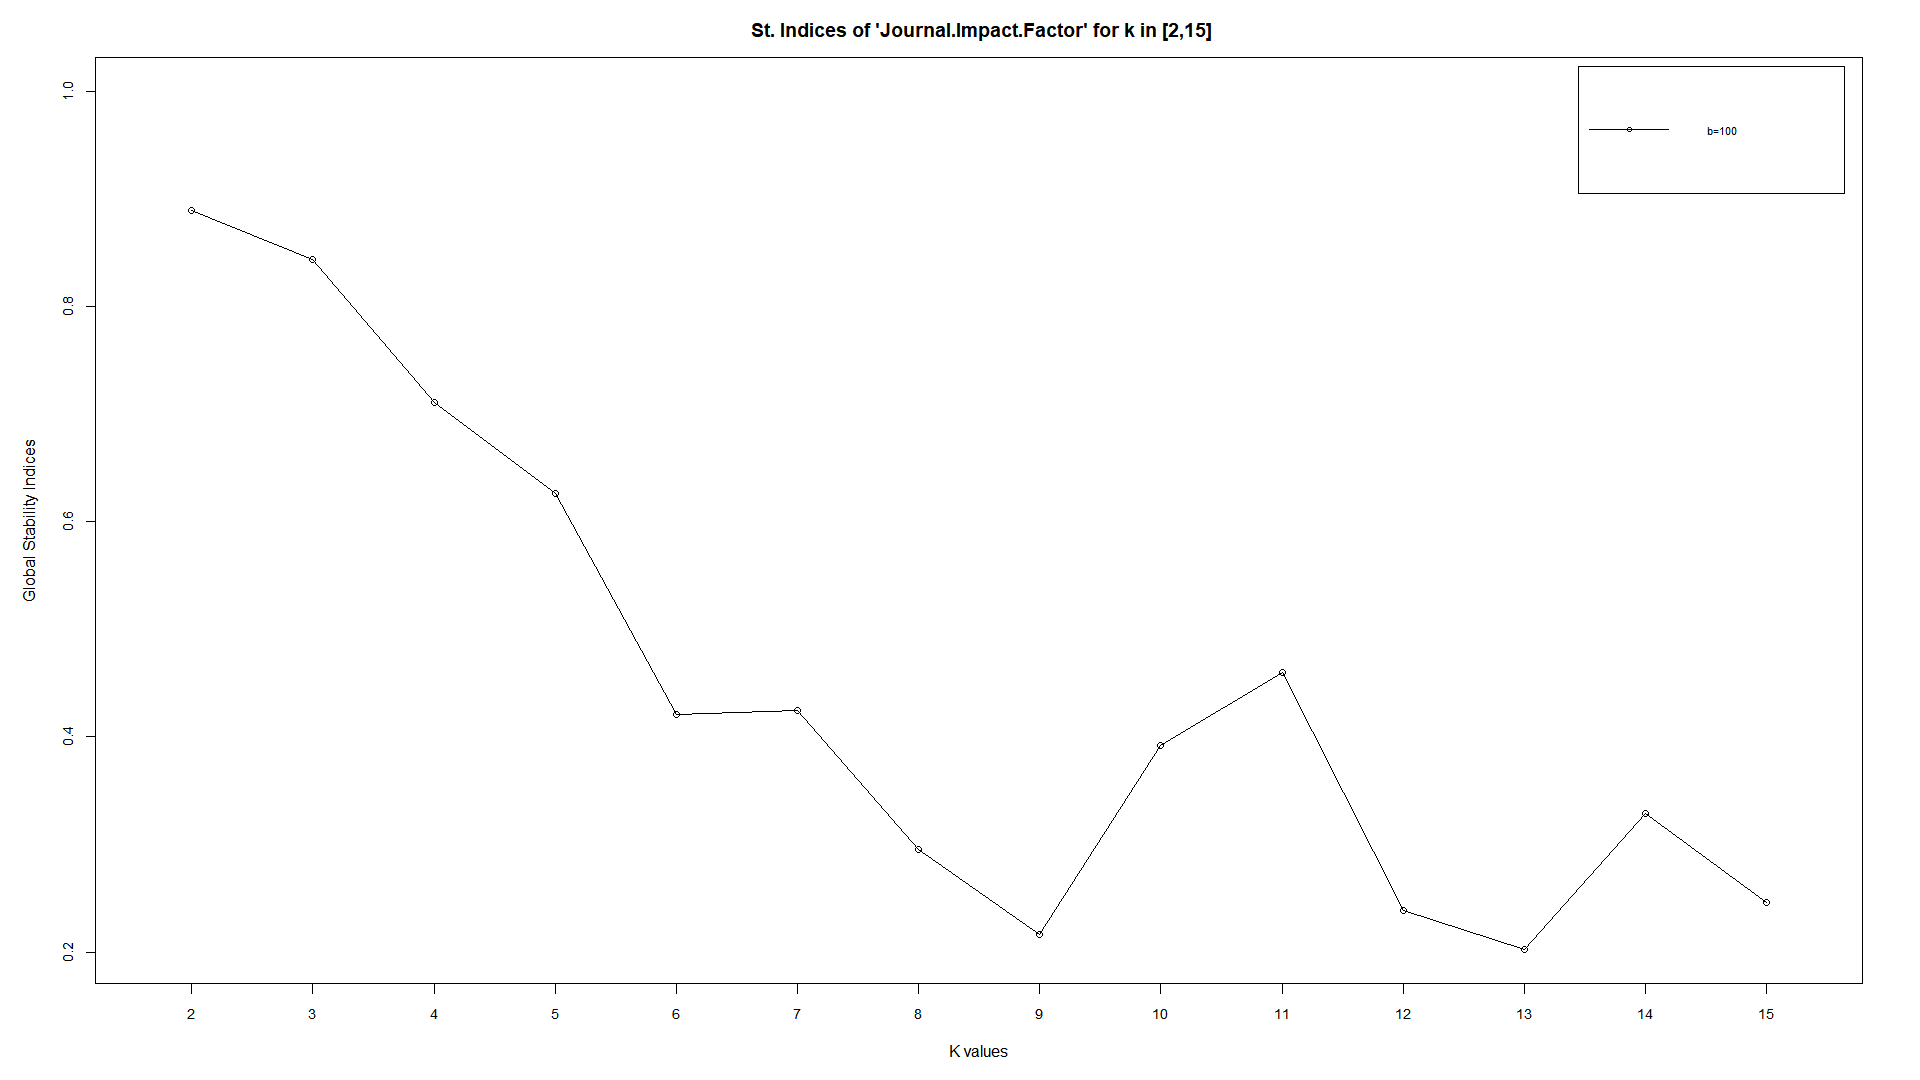 St. Indices of 'Journal.Impact.Factor' for k in [2,15]
b=100
Global Stability Indices
1.0
0.8
0.6
0.4
0.2
2 3 4 5 6 7 8 9 10 11 12 13 14 15
K values